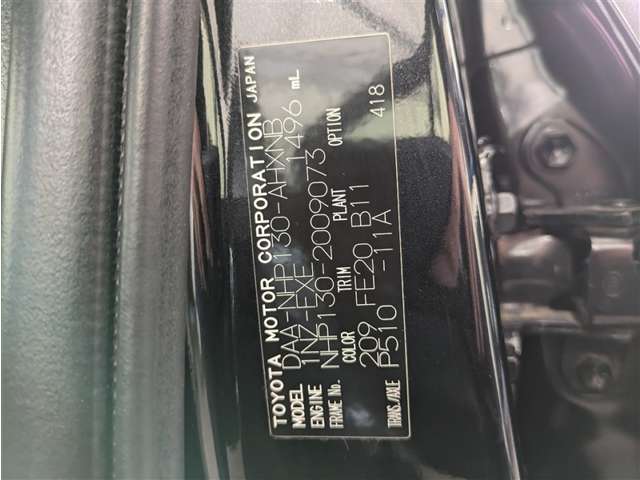 TOYOTA MOTOR CORPORATION JAPAN
MODEL DAA-NHP130-AHXNB
ENGINE 1NZ-FXE 1496 mL
FRAME No. NHP130-2009073
COLOR TRIM PLANT OPTION
209 FE20 B11 418
TRANS./AXLE P510 -11A